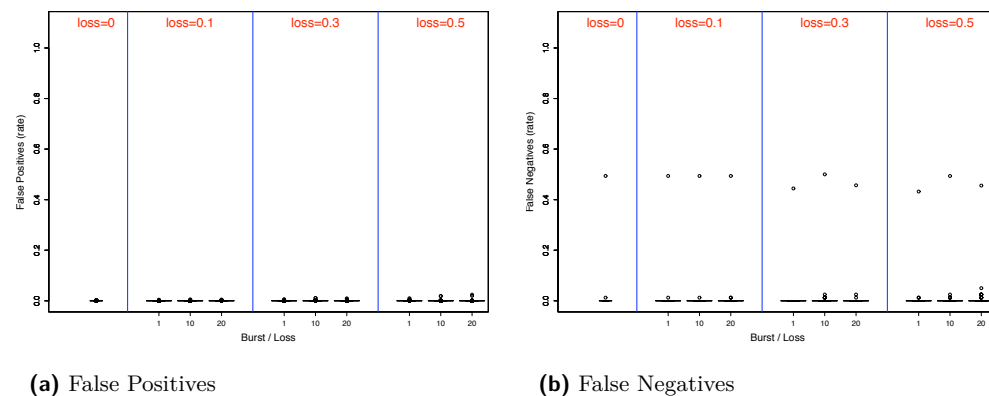 loss=0 loss=0.1 loss=0.3 loss=0.5
False Positives (rate)
1.0
0.8
0.6
0.4
0.2
0.0
1 10 20 1 10 20 1 10 20
Burst / Loss
(a) False Positives
loss=0 loss=0.1 loss=0.3 loss=0.5
False Negatives (rate)
1.0
0.8
0.6
0.4
0.2
0.0
1 10 20 1 10 20 1 10 20
Burst / Loss
(b) False Negatives